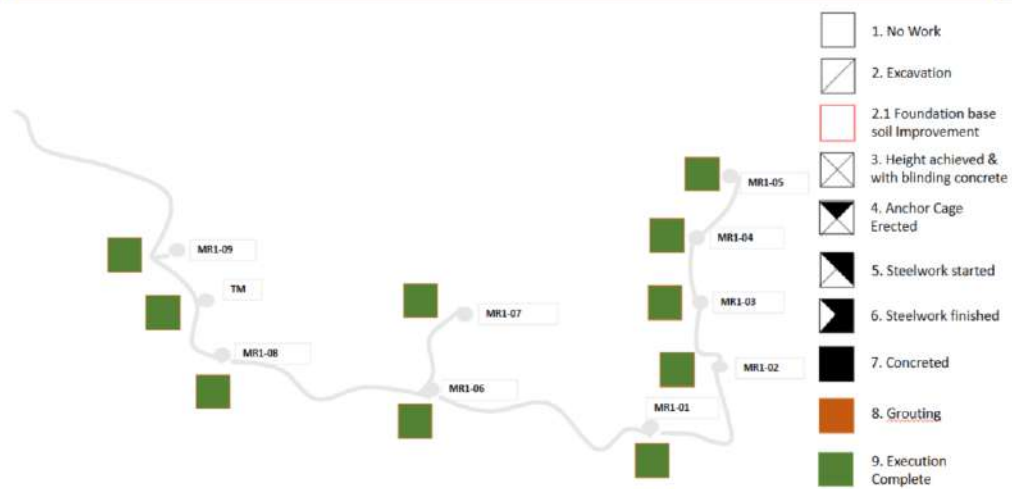 1. No Work
2. Excavation
2.1 Foundation base
soil Improvement
3. Height achieved &
with blinding concrete
4. Anchor Cage
Erected
5. Steelwork started
6. Steelwork finished
7. Concreted
8. Grouting
9. Execution
Complete
MR1-05
MR1-04
MR1-09
TM
MR1-03
MR1-07
MR1-08
MR1-02
MR1-06
MR1-01